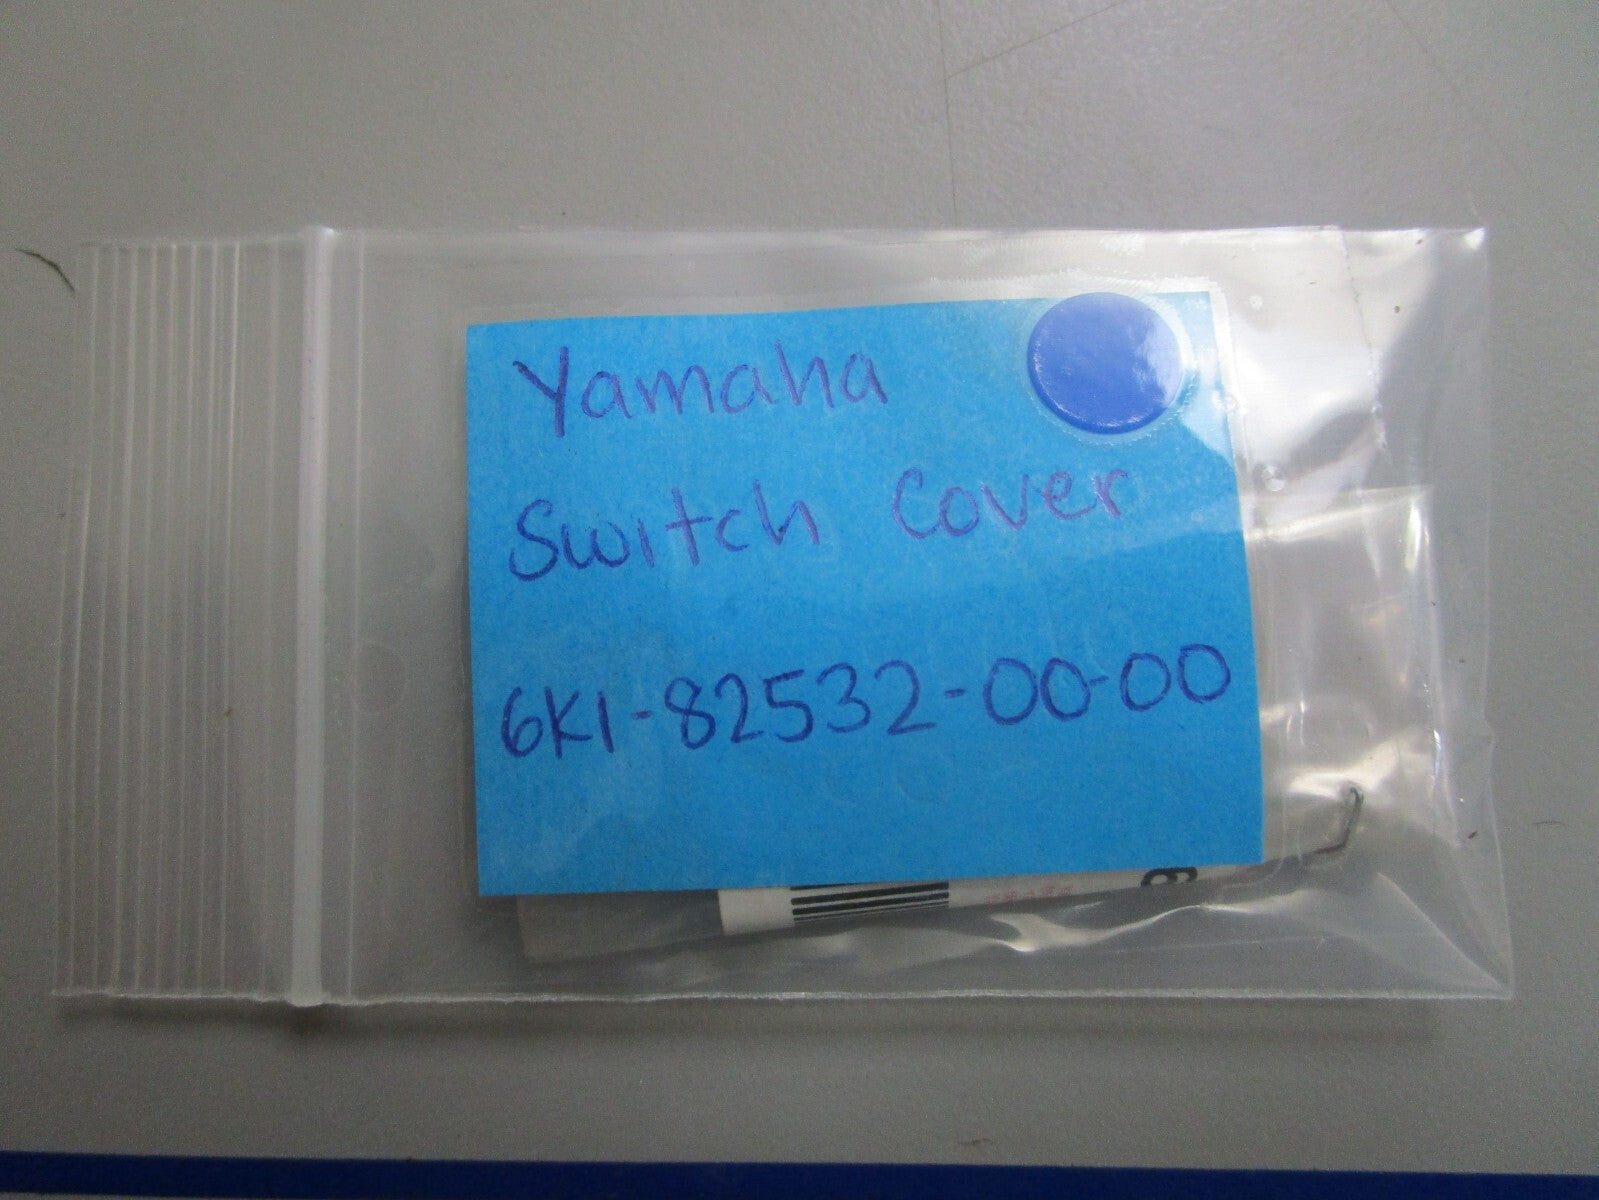 Yamaha
Switch Cover
6K1-82532-00-00